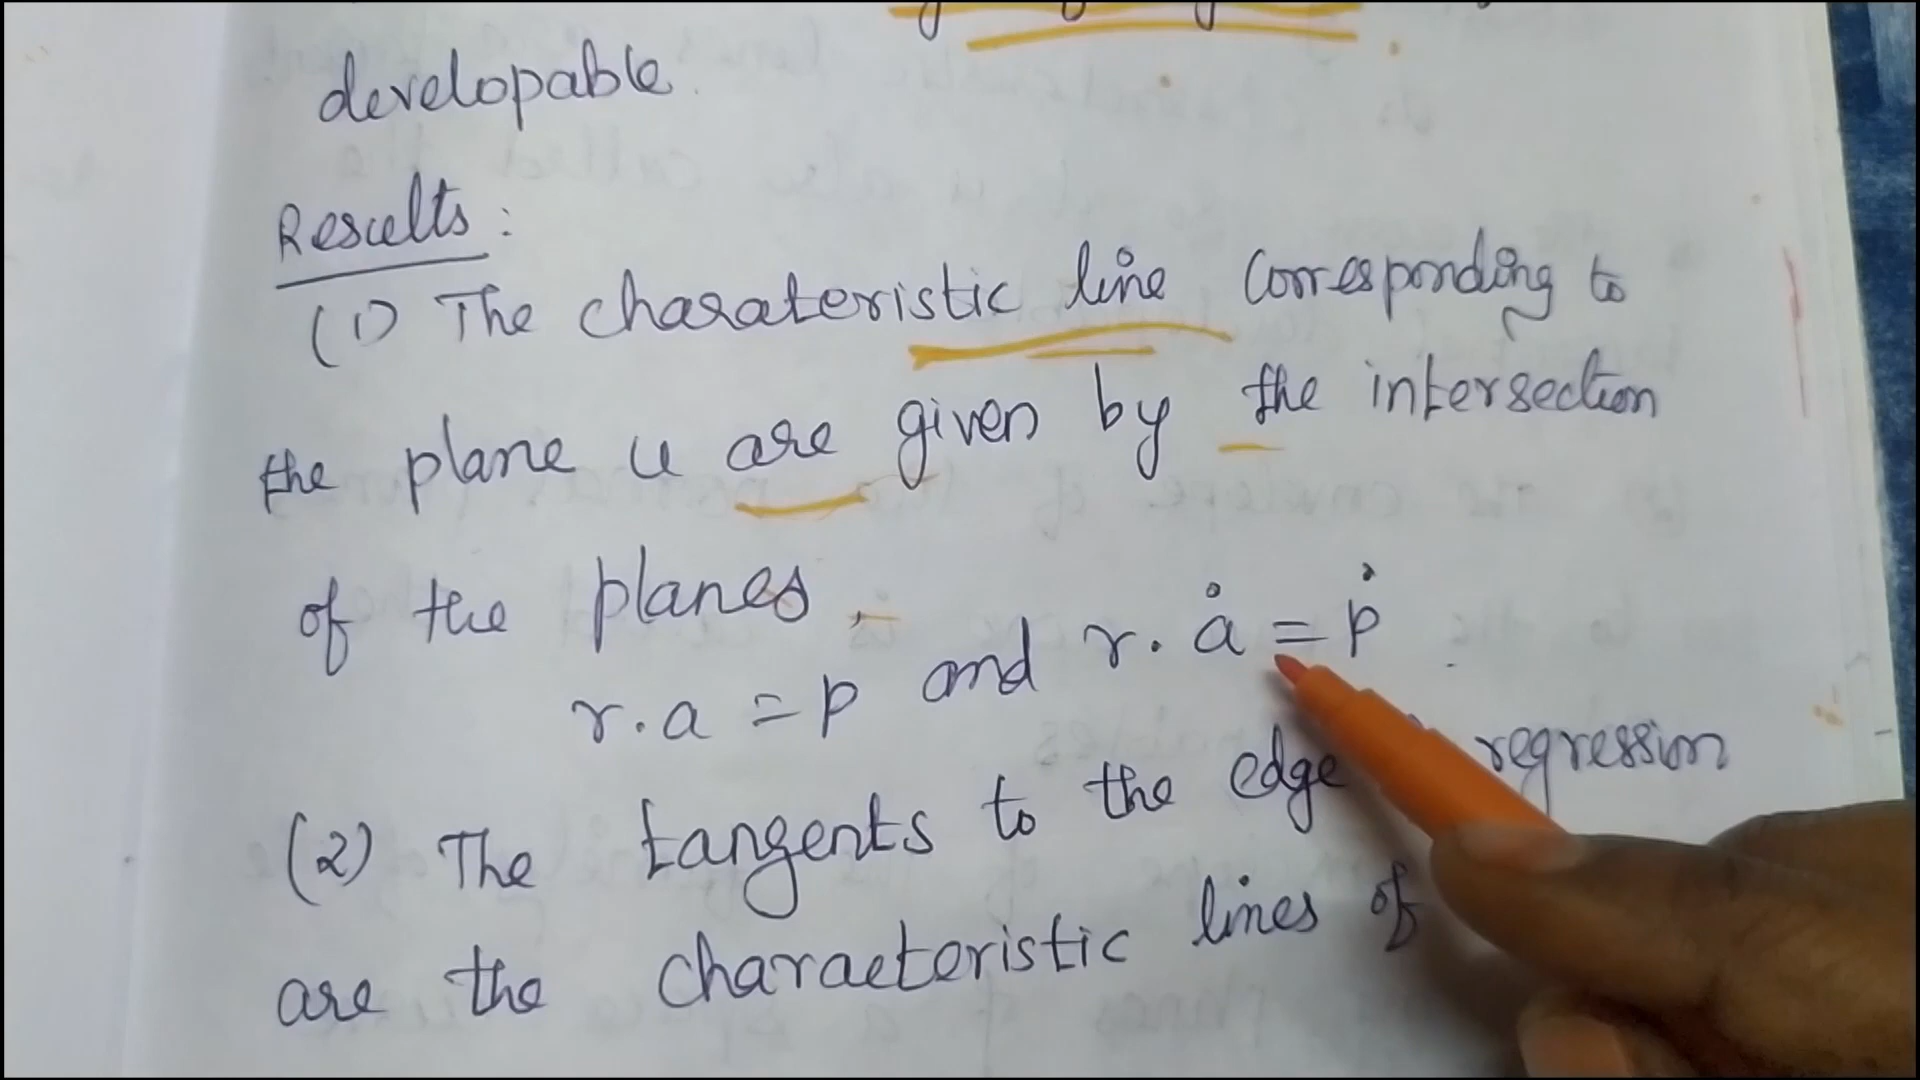 developable.
Results:
(1) The charateristic line corresponding to
the plane u are given by the intersection
of the planes.
r.a = p and r.ȧ = ṗ
(2) The tangents to the edge regression
are the characteristic lines of